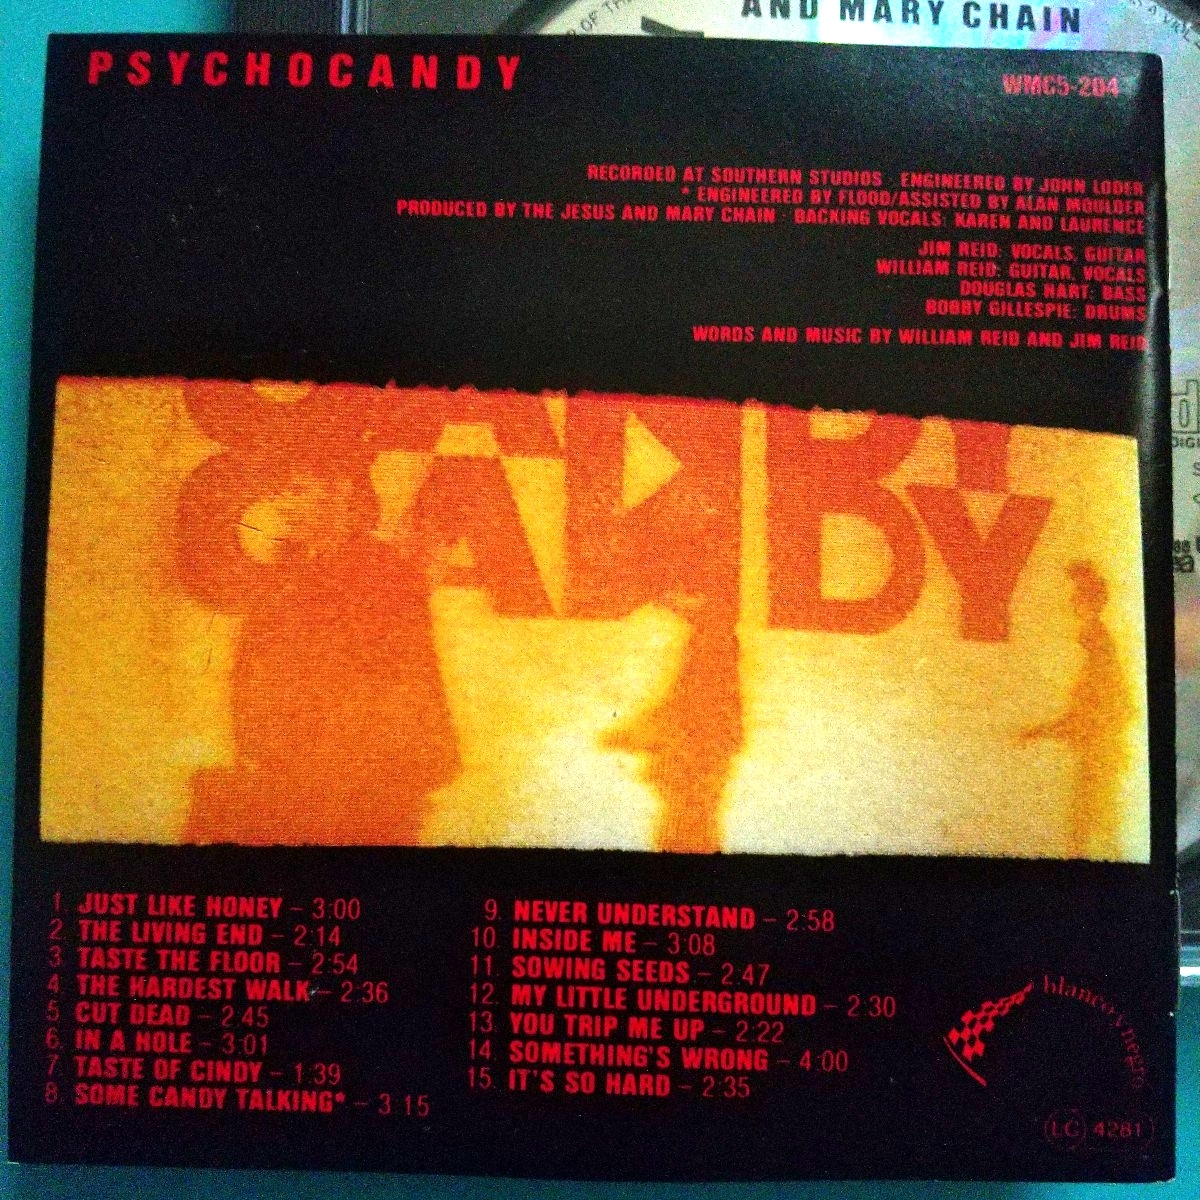 AND MARY CHAIN
PSYCHOCANDY
WMC5-204
RECORDED AT SOUTHERN STUDIOS . ENGINEERED BY JOHN LODER
* ENGINEERED BY FLOOD/ASSISTED BY ALAN MOULDER
PRODUCED BY THE JESUS AND MARY CHAIN · BACKING VOCALS: KAREN AND LAURENCE
JIM REID: VOCALS, GUITAR
WILLIAM REID: GUITAR, VOCALS
DOUGLAS HART: BASS
BOBBY GILLESPIE: DRUMS
WORDS AND MUSIC BY WILLIAM REID AND JIM REID
CANDY
CANDY
1. JUST LIKE HONEY – 3:00
2. THE LIVING END – 2:14
3. TASTE THE FLOOR – 2:54
4. THE HARDEST WALK – 2:36
5. CUT DEAD – 2:45
6. IN A HOLE – 3:01
7. TASTE OF CINDY – 1:39
8. SOME CANDY TALKING* – 3:15
9. NEVER UNDERSTAND – 2:58
10. INSIDE ME – 3:08
11. SOWING SEEDS – 2:47
12. MY LITTLE UNDERGROUND – 2:30
13. YOU TRIP ME UP – 2:22
14. SOMETHING'S WRONG – 4:00
15. IT'S SO HARD – 2:35
blanco y negro
LC 4281